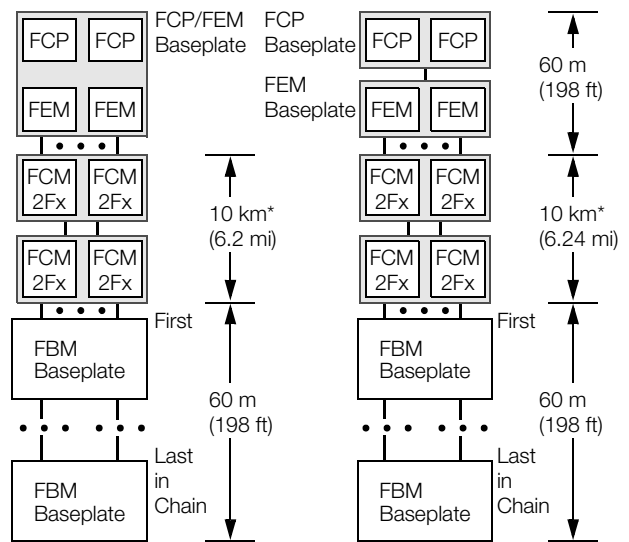 FCP FCP
FCP/FEM
Baseplate
FEM FEM
FCM FCM
2Fx 2Fx
10 km*
(6.2 mi)
FCM FCM
2Fx 2Fx
First
FBM
Baseplate
60 m
(198 ft)
Last
in
Chain
FBM
Baseplate
FCP
Baseplate
FCP FCP
60 m
(198 ft)
FEM
Baseplate
FEM FEM
FCM FCM
2Fx 2Fx
10 km*
(6.24 mi)
FCM FCM
2Fx 2Fx
First
FBM
Baseplate
60 m
(198 ft)
Last
in
Chain
FBM
Baseplate